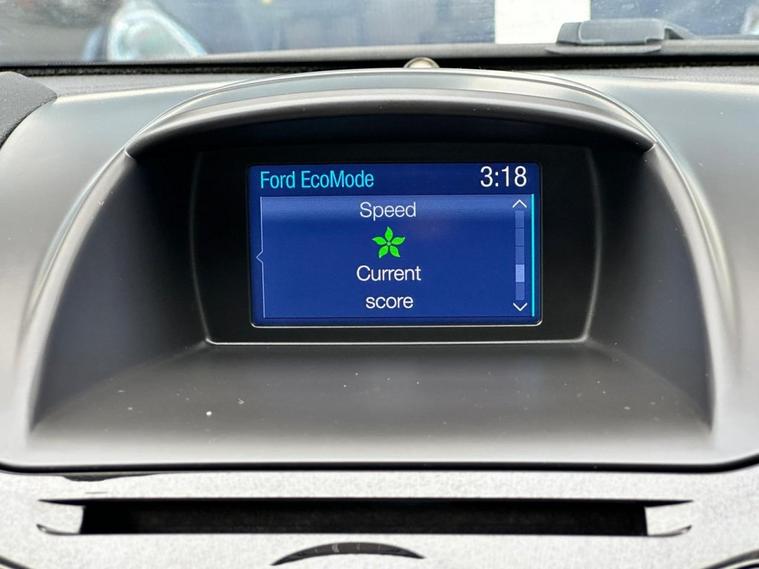 Ford EcoMode 3:18
Speed
Current
score